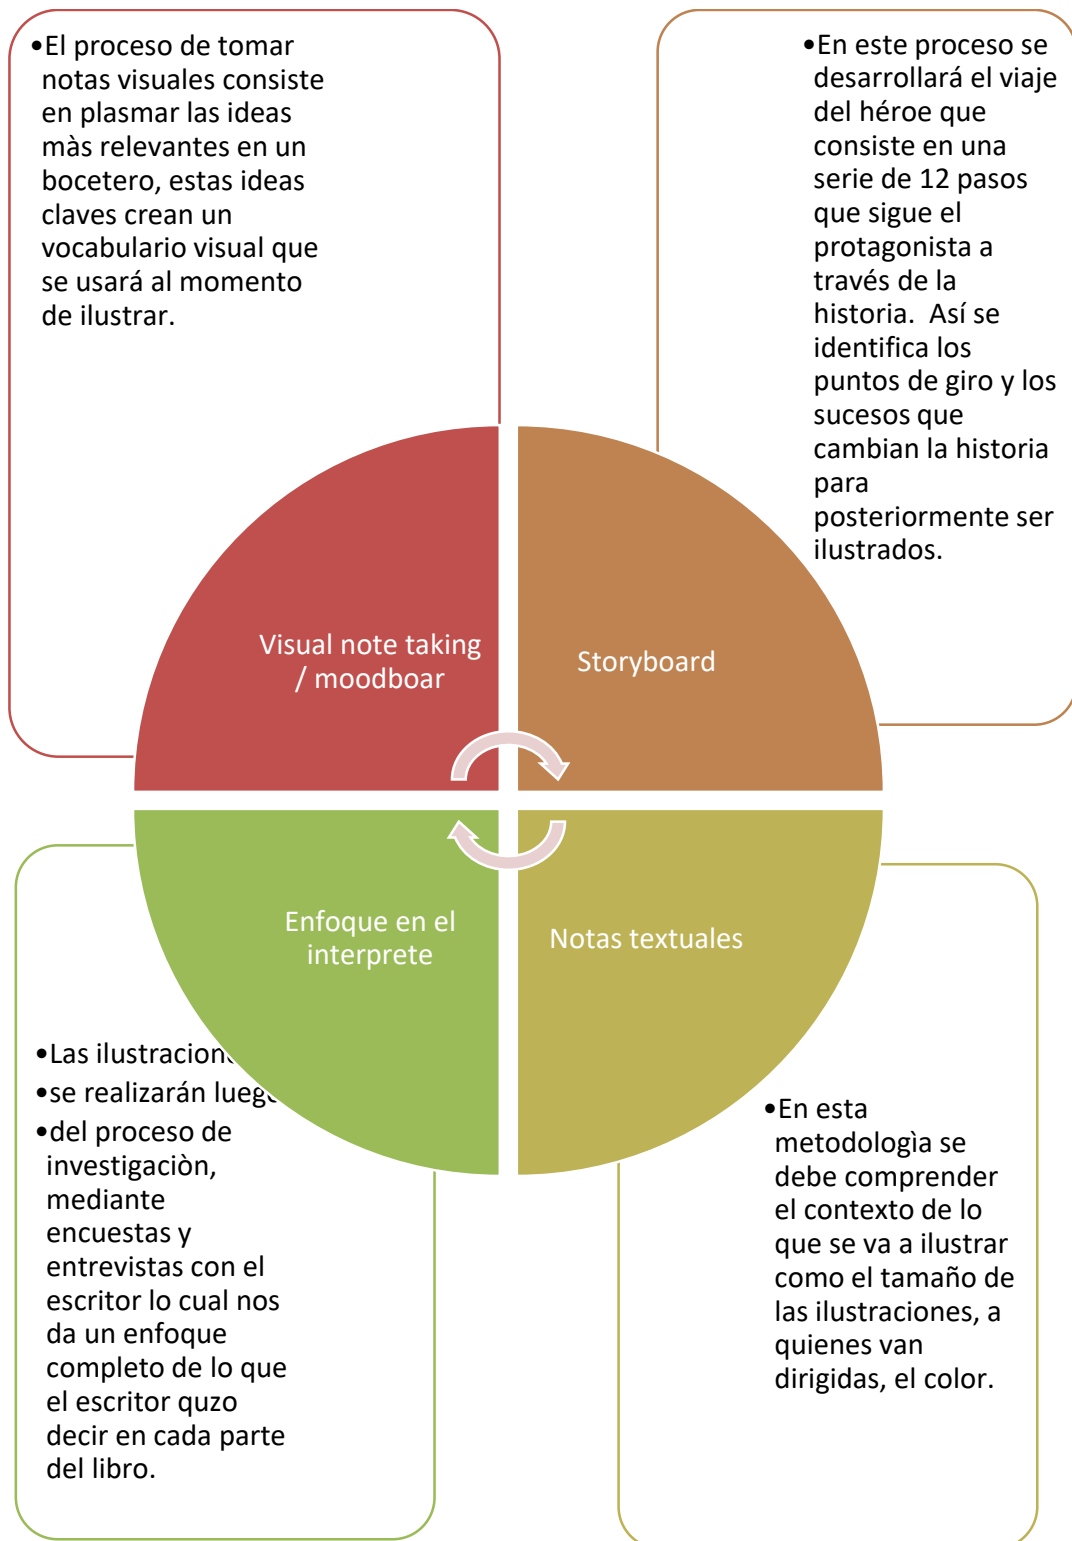 •El proceso de tomar
notas visuales consiste
en plasmar las ideas
màs relevantes en un
bocetero, estas ideas
claves crean un
vocabulario visual que
se usará al momento
de ilustrar.
•En este proceso se
desarrollará el viaje
del héroe que
consiste en una
serie de 12 pasos
que sigue el
protagonista a
través de la
historia. Así se
identifica los
puntos de giro y los
sucesos que
cambian la historia
para
posteriormente ser
ilustrados.
Visual note taking
/ moodboar
Storyboard
Enfoque en el
interprete
Notas textuales
•Las ilustracion
•se realizarán luego
•del proceso de
investigaciòn,
mediante
encuestas y
entrevistas con el
escritor lo cual nos
da un enfoque
completo de lo que
el escritor quzo
decir en cada parte
del libro.
•En esta
metodologìa se
debe comprender
el contexto de lo
que se va a ilustrar
como el tamaño de
las ilustraciones, a
quienes van
dirigidas, el color.